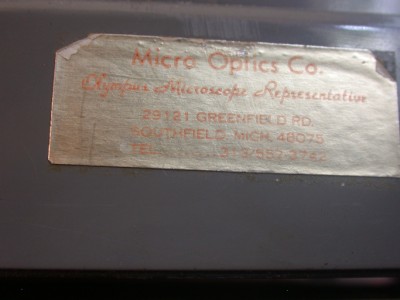 Micro Optics Co.
Olympus Microscope Representative
29121 GREENFIELD RD.
SOUTHFIELD, MICH. 48075
TEL. ........ 313/557-3742